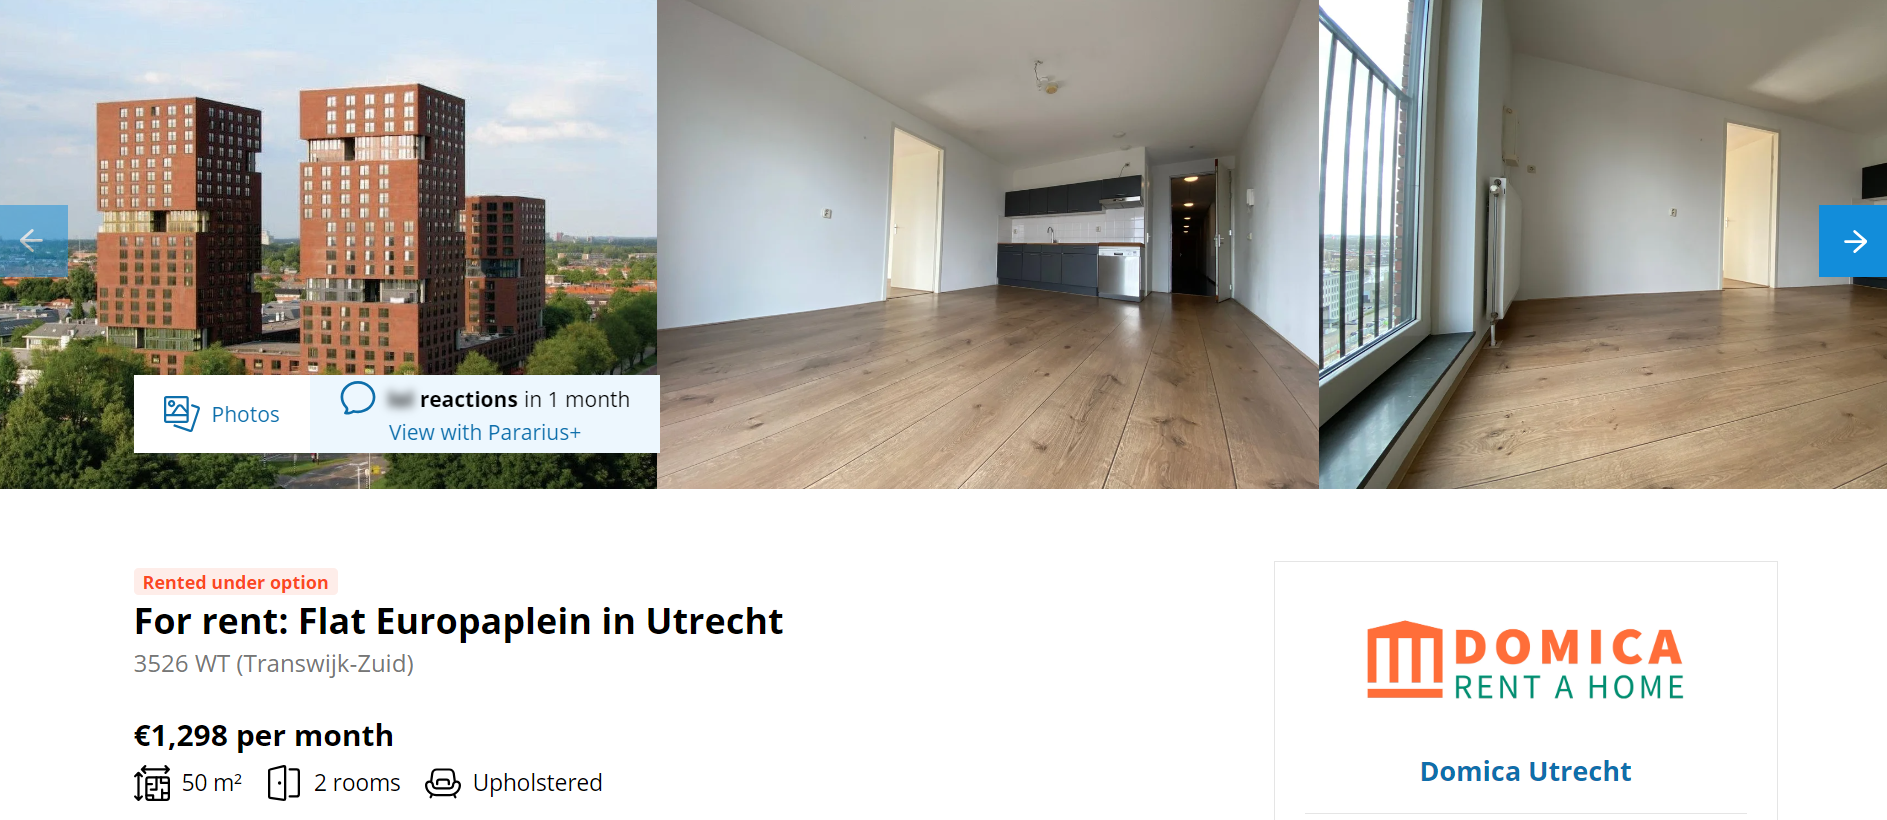 Photos
reactions in 1 month
View with Pararius+
Rented under option
For rent: Flat Europaplein in Utrecht
3526 WT (Transwijk-Zuid)
€1,298 per month
50 m² 2 rooms Upholstered
DOMICA
RENT A HOME
Domica Utrecht